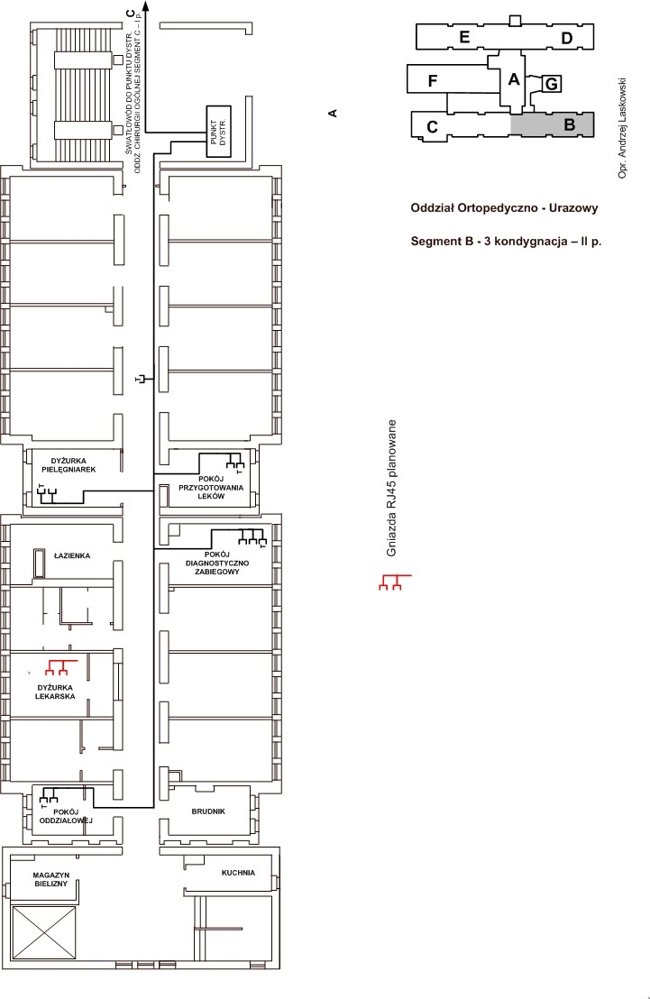 C
ŚWIATŁOWÓD DO PUNKTU DYSTR.
ODDZ. CHIRURGII OGÓLNEJ SEGMENT C – I p.
PUNKT
DYSTR.
A
E
D
F
A
G
C
B
Opr. Andrzej Laskowski
Oddział Ortopedyczno - Urazowy
Segment B - 3 kondygnacja – II p.
T
DYŻURKA
PIELĘGNIAREK
T
T
POKÓJ
PRZYGOTOWANIA
LEKÓW
Gniazda RJ45 planowane
ŁAZIENKA
T
POKÓJ
DIAGNOSTYCZNO
ZABIEGOWY
DYŻURKA
LEKARSKA
T
POKÓJ
ODDZIAŁOWEJ
BRUDNIK
MAGAZYN
BIELIZNY
KUCHNIA